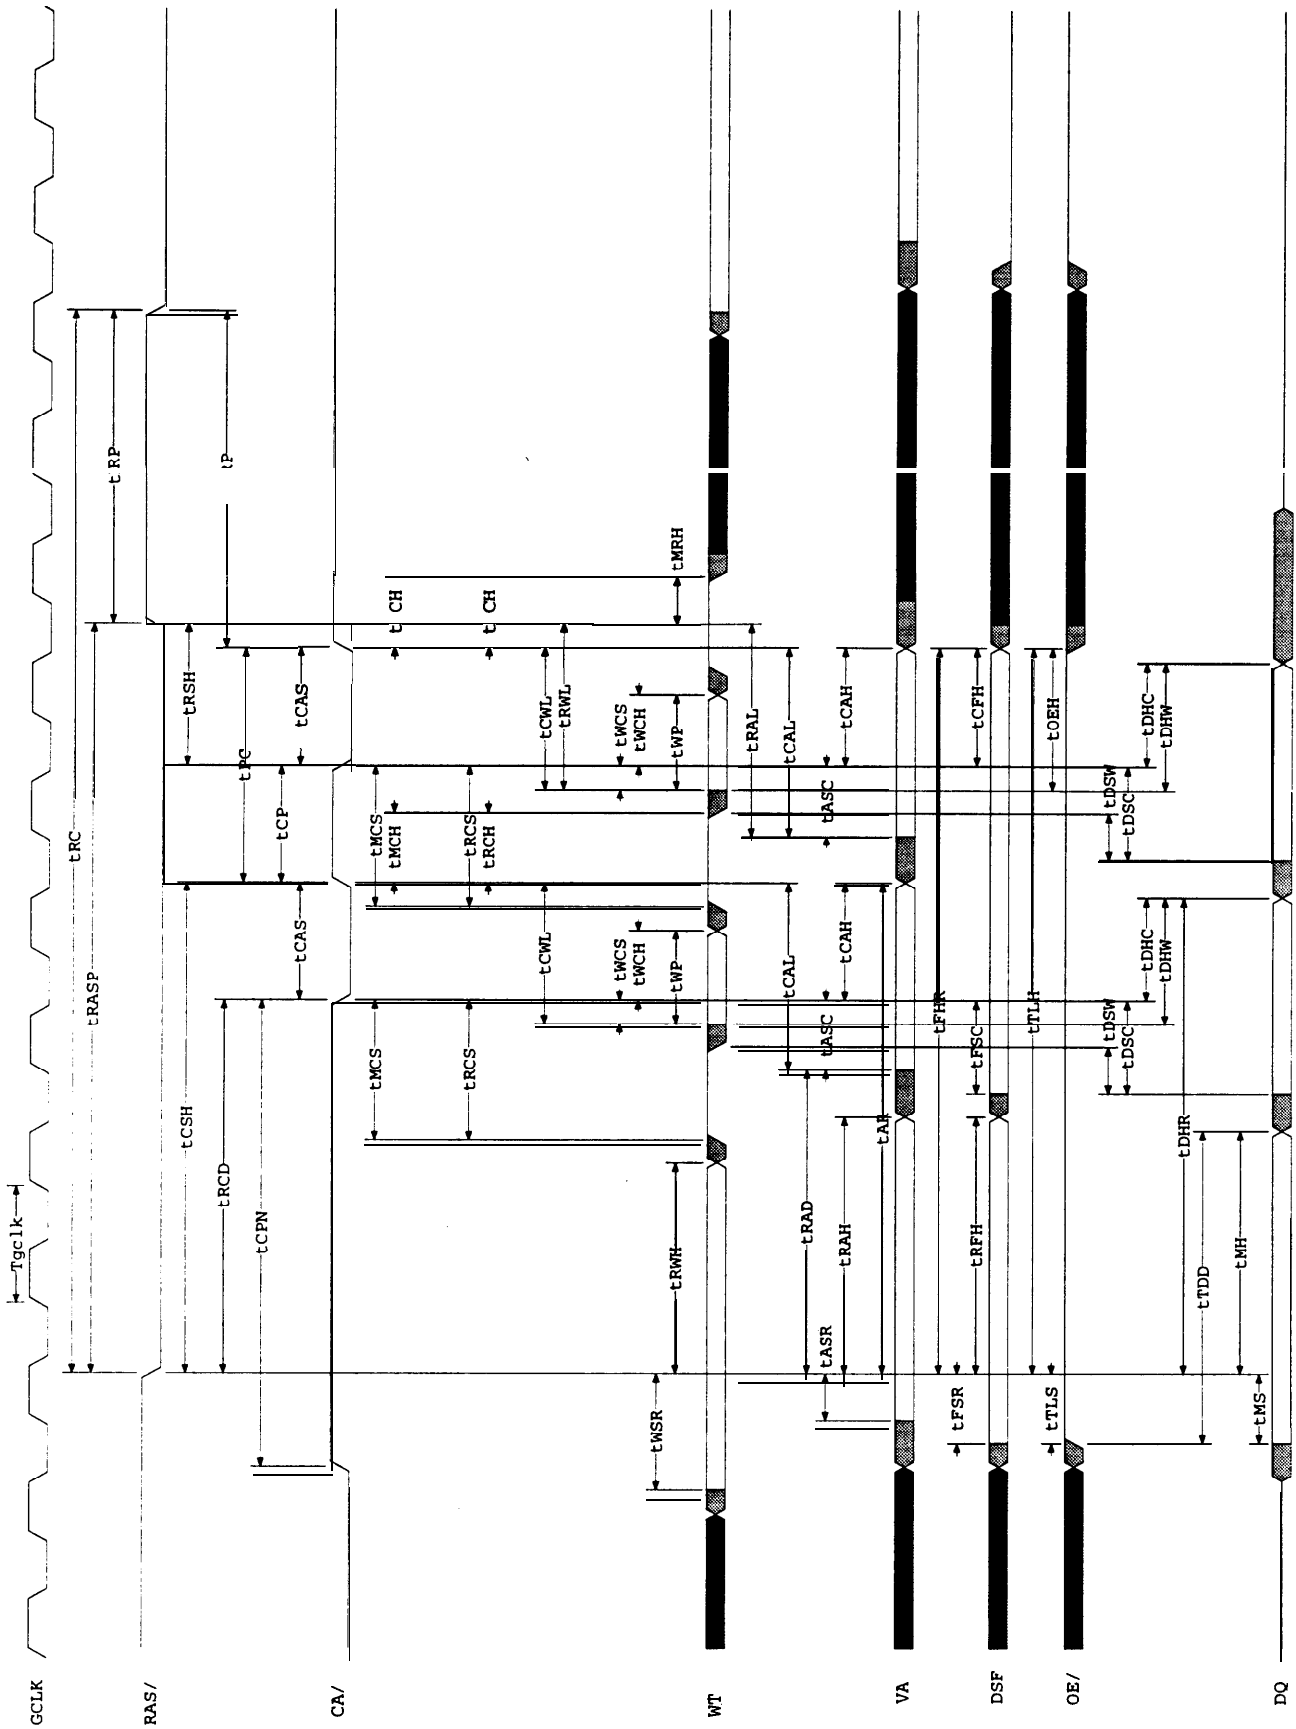 GCLK
Tgclk
tRC
tRASP
t RP
RAS/
tCSH
tRSH
tRCD
tP
tPC
tCPN
tCP
tCAS
tCAS
CA/
tMCS
tMCS
tMCH
t CH
tRCS
tRCS
tRCH
t CH
tCWL
tCWL
tRWL
tWCS
tWCS
tWCH
tWCH
tWSR
tRWH
tWP
tWP
tMRH
WT
tRAL
tCAL
tCAL
tRAD
tASR
tASC
tASC
tRAH
tCAH
tCAH
tAR
VA
tFHR
tFSR
tRFH
tFSC
tCFH
DSF
tTLH
tTLS
tOEH
OE/
tDSW
tDSW
tDSC
tDSC
tDHC
tDHC
tDHW
tDHW
tDHR
tTDD
tMH
tMS
DQ